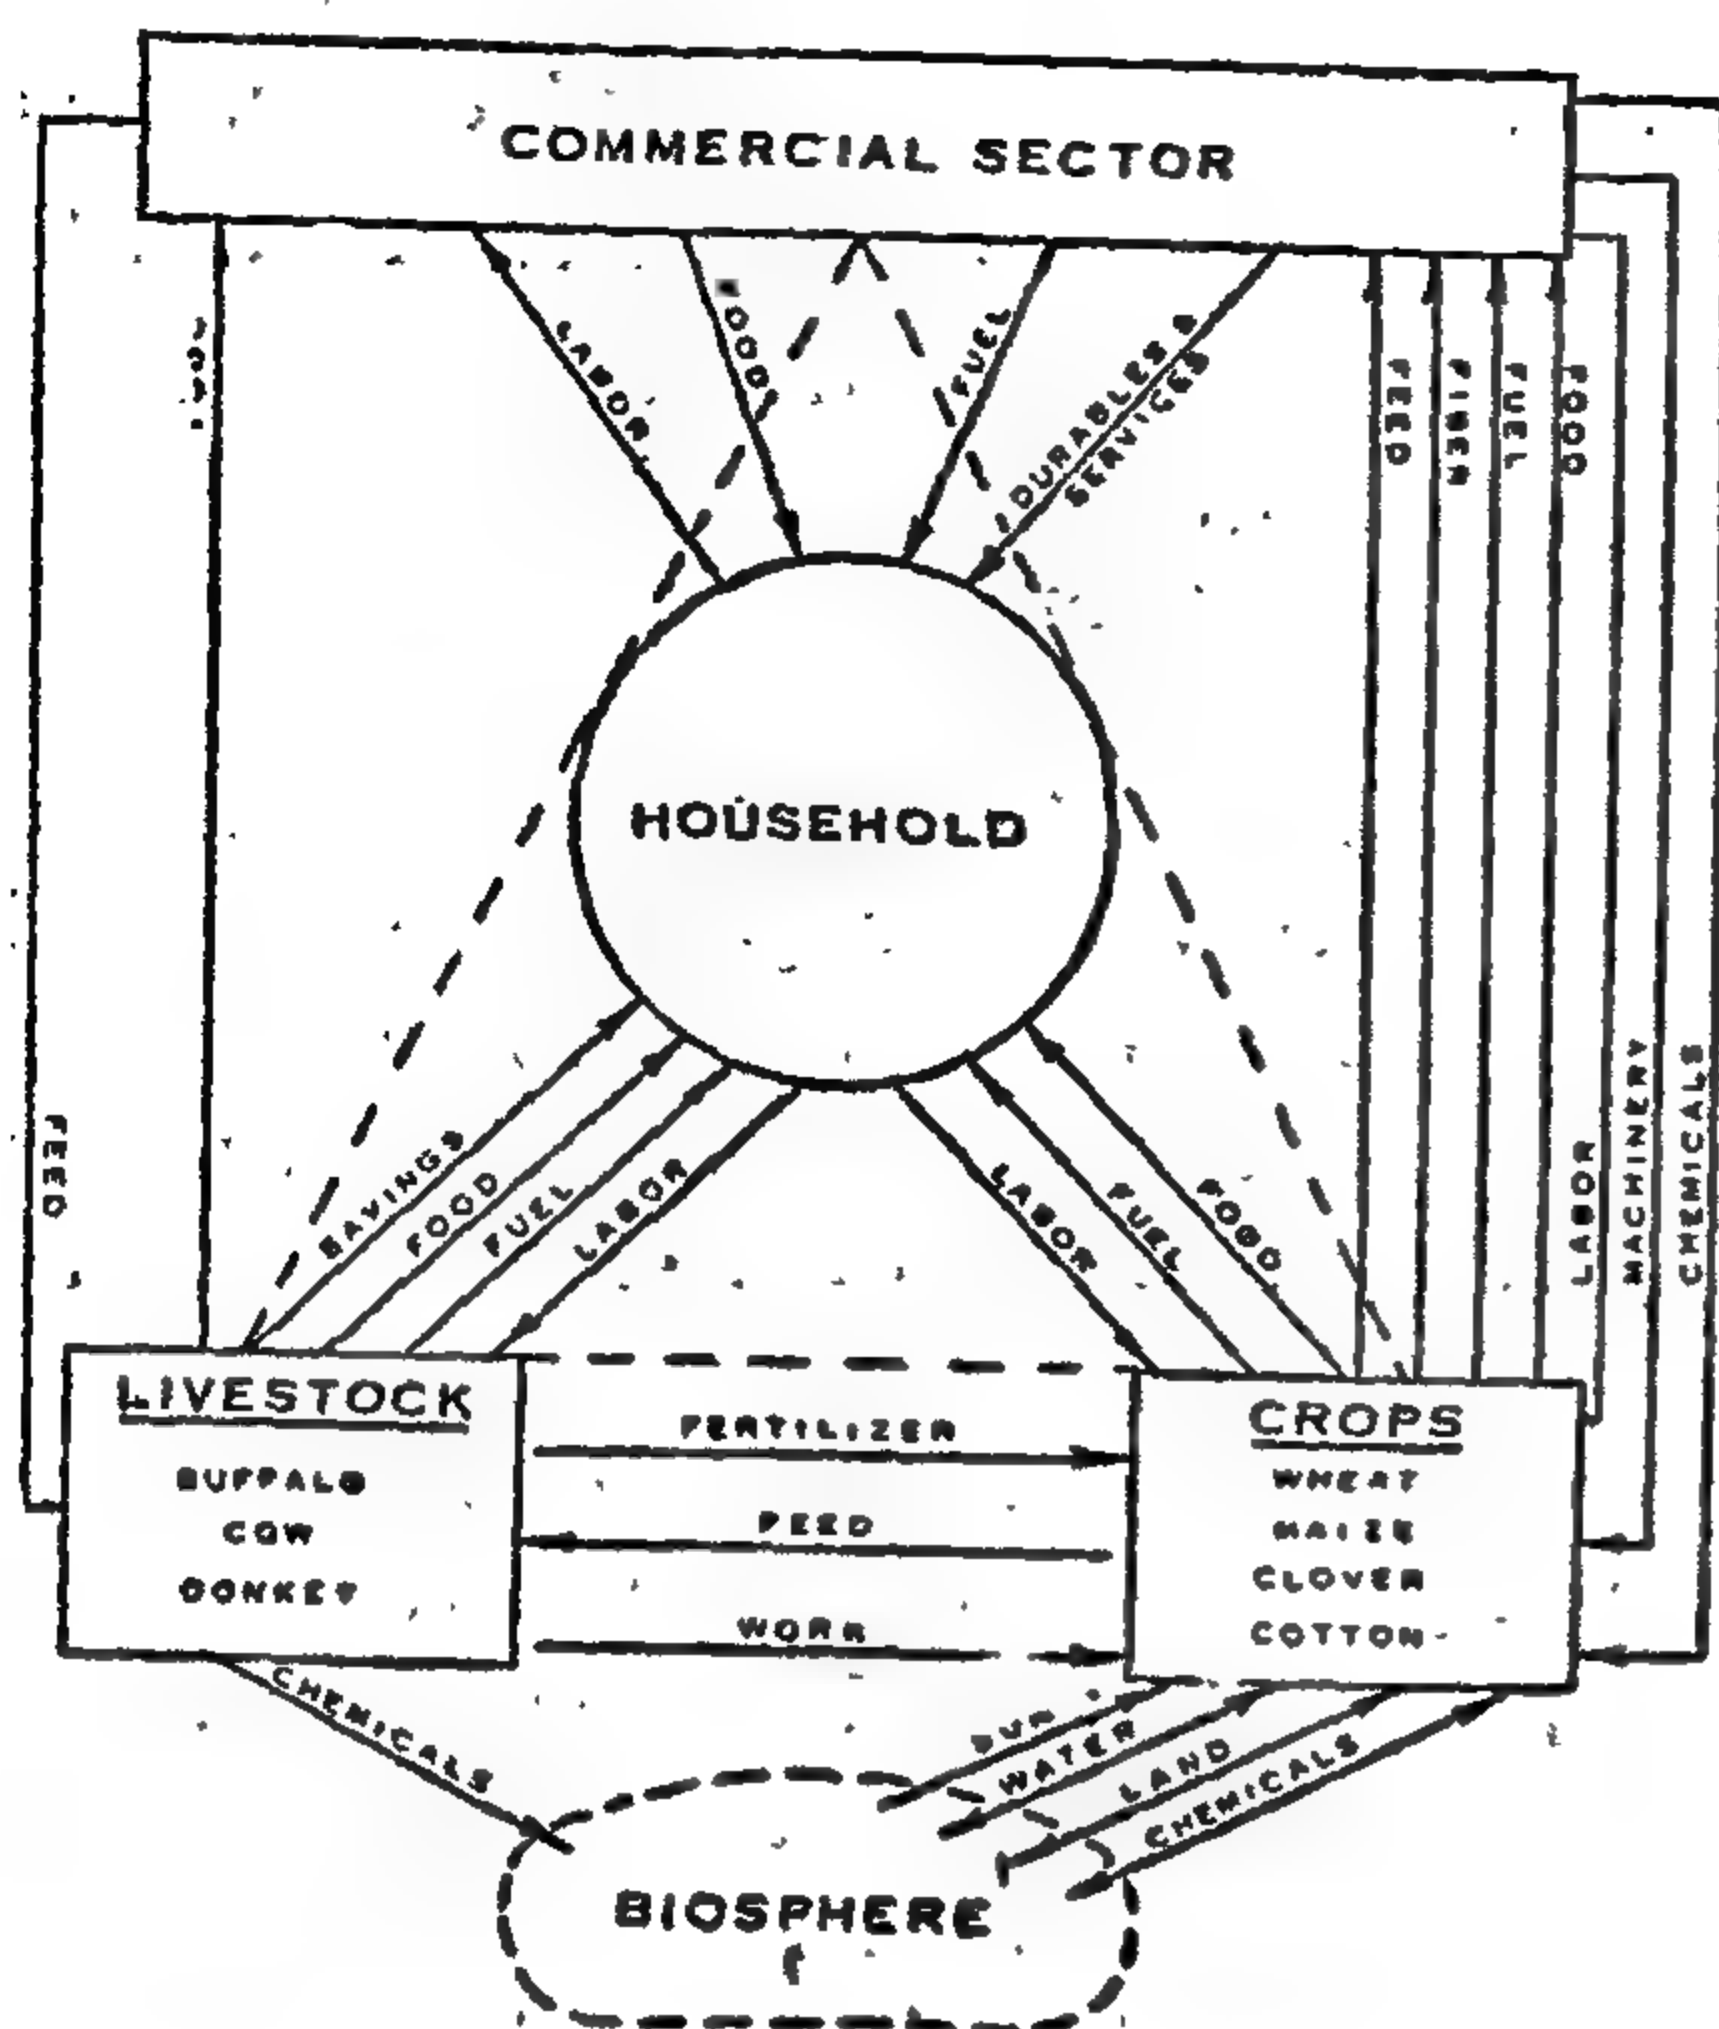 COMMERCIAL SECTOR
LABOR
FUEL
DURABLES &
SERVICES
FEED
FIBER
FUEL
FOOD
HOUSEHOLD
FEED
SAVINGS
FOOD
FUEL
LABOR
LABOR
FUEL
FOOD
LABOR
MACHINERY
CHEMICALS
LIVESTOCK
BUFFALO
COW
DONKEY
FERTILIZER
FEED
WORK
CROPS
WHEAT
MAIZE
CLOVER
COTTON
CHEMICALS
WATER
LAND
CHEMICALS
BIOSPHERE